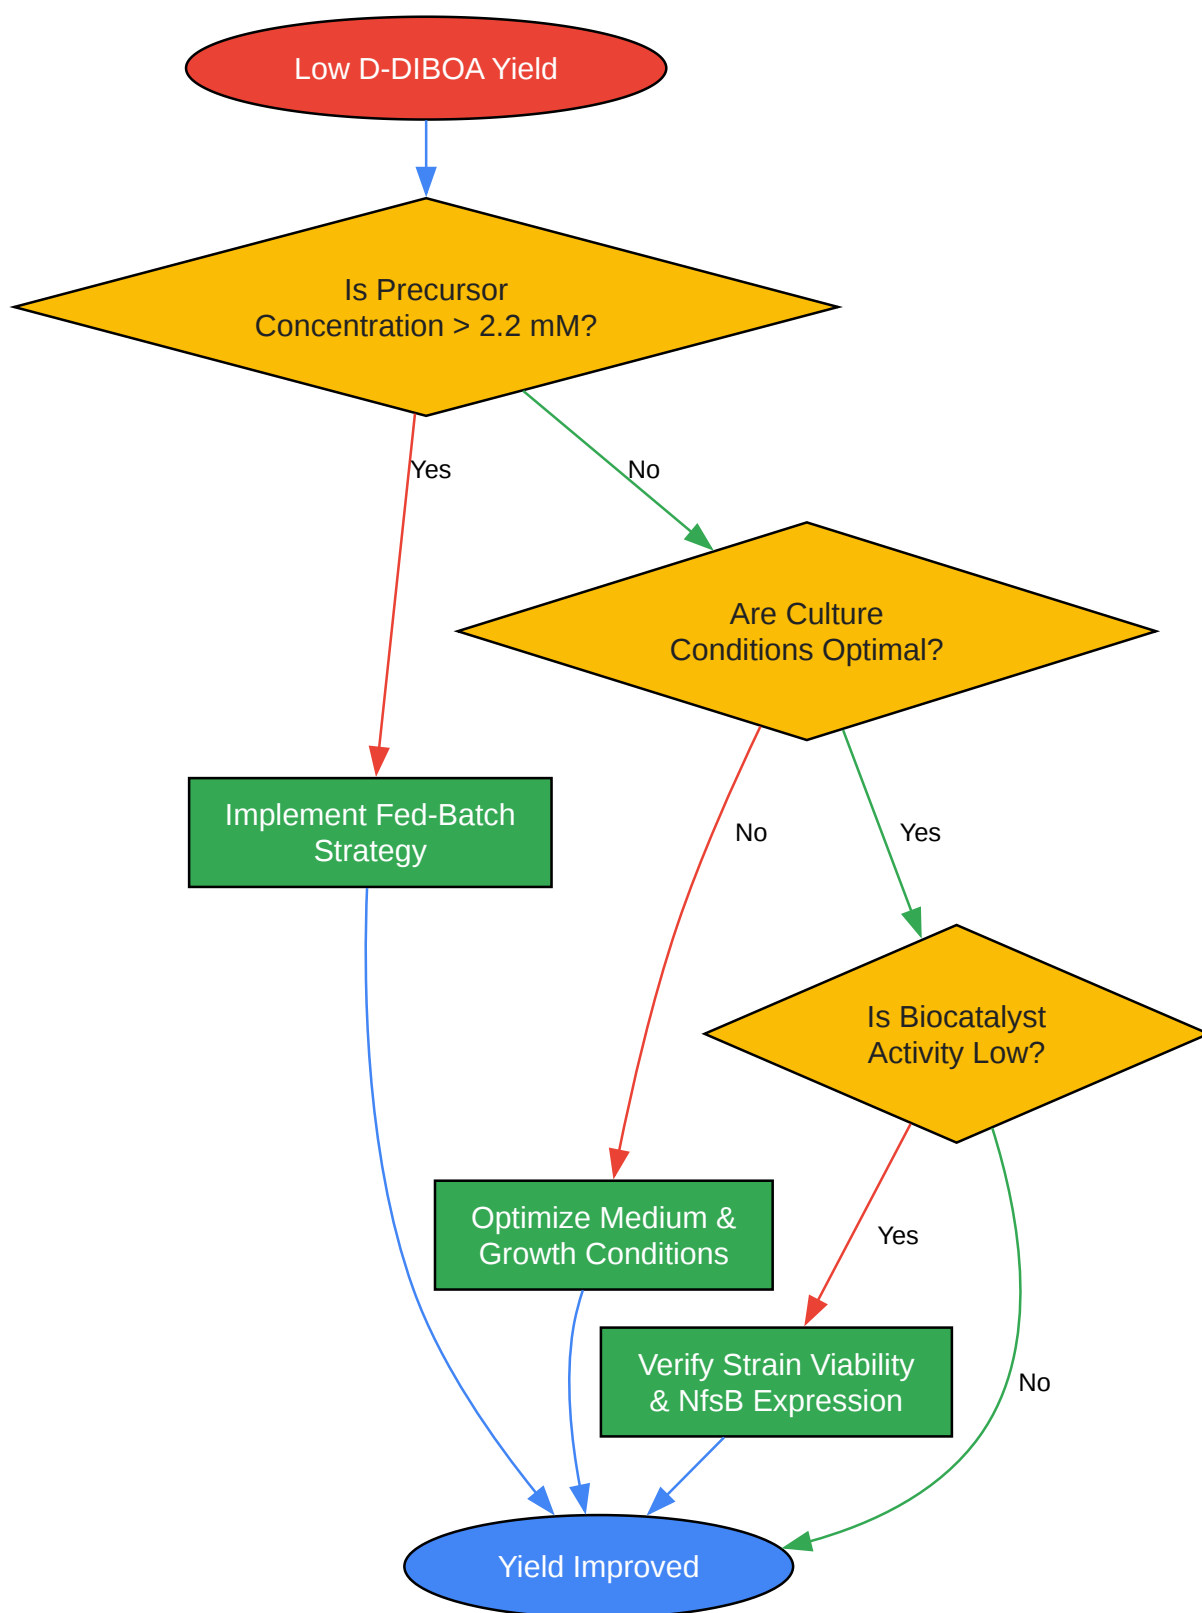 Low D-DIBOA Yield
Is Precursor
Concentration > 2.2 mM?
Yes
No
Are Culture
Conditions Optimal?
Implement Fed-Batch
Strategy
No
Yes
Is Biocatalyst
Activity Low?
Optimize Medium &
Growth Conditions
Yes
Verify Strain Viability
& NfsB Expression
No
Yield Improved